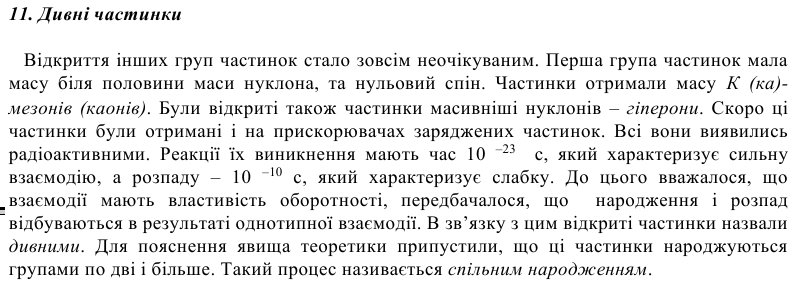 11. Дивні частинки
Відкриття інших груп частинок стало зовсім неочікуваним. Перша група частинок мала
масу біля половини маси нуклона, та нульовий спін. Частинки отримали масу К (ка)-
мезонів (каонів). Були відкриті також частинки масивніші нуклонів – гіперони. Скоро ці
частинки були отримані і на прискорювачах заряджених частинок. Всі вони виявились
радіоактивними. Реакції їх виникнення мають час 10 ⁻²³ с, який характеризує сильну
взаємодію, а розпаду – 10 ⁻¹⁰ с, який характеризує слабку. До цього вважалося, що
взаємодії мають властивість оборотності, передбачалося, що народження і розпад
відбуваються в результаті однотипної взаємодії. В зв’язку з цим відкриті частинки назвали
дивними. Для пояснення явища теоретики припустили, що ці частинки народжуються
групами по дві і більше. Такий процес називається спільним народженням.